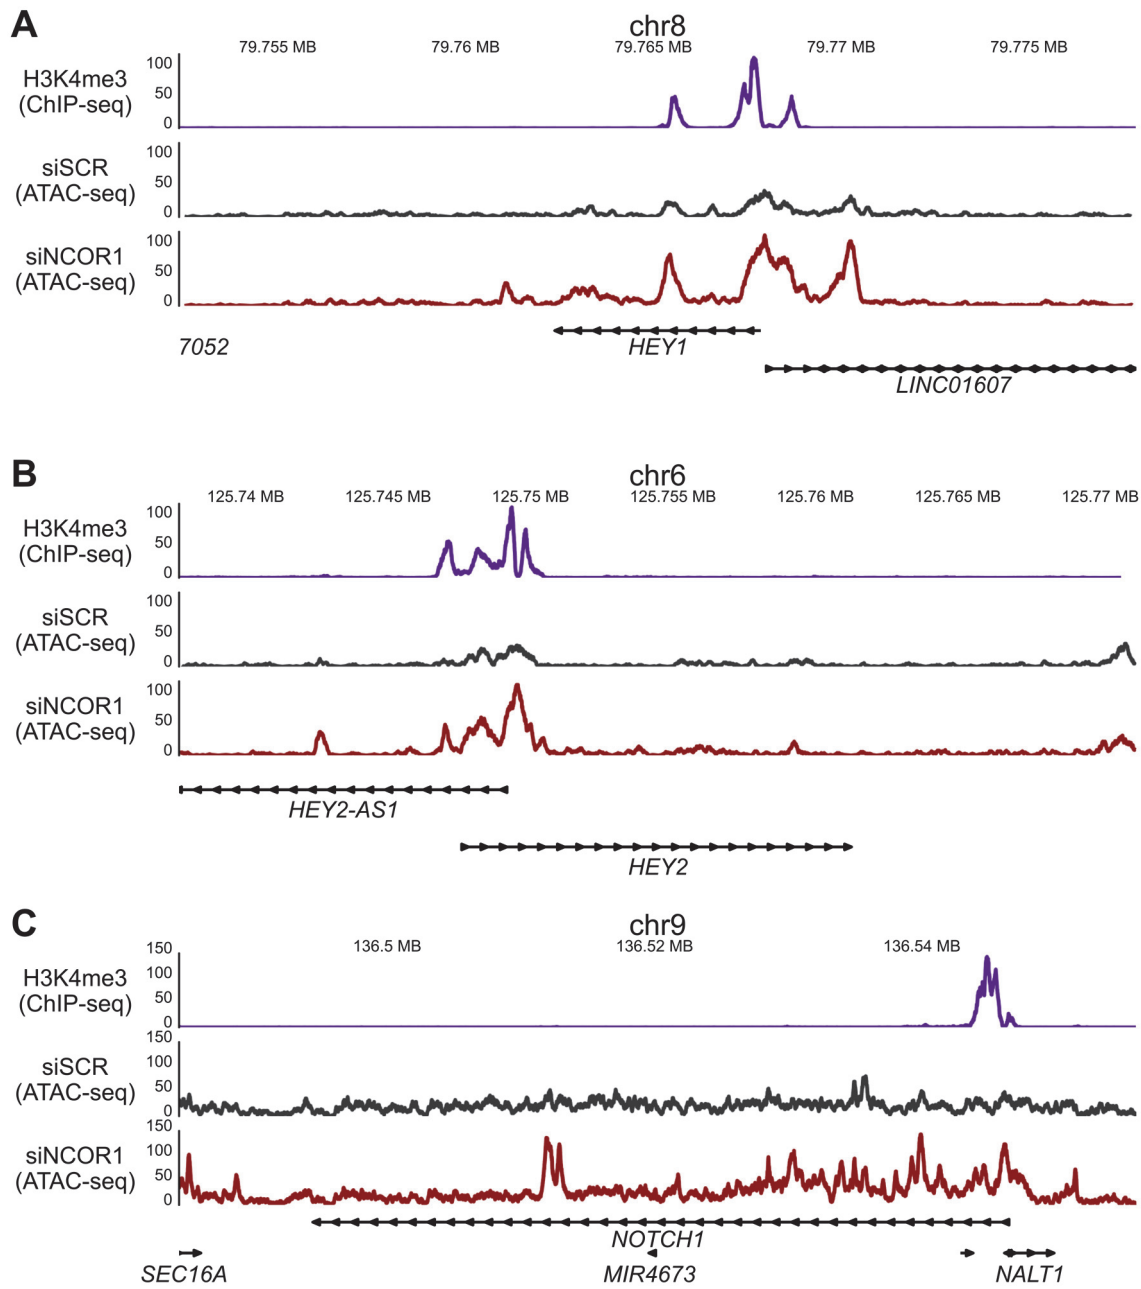 A
chr8
79.755 MB 79.76 MB 79.765 MB 79.77 MB 79.775 MB
H3K4me3
(ChIP-seq)
100
50
0
siSCR
(ATAC-seq)
100
50
0
siNCOR1
(ATAC-seq)
100
50
0
7052 HEY1
LINC01607
B
chr6
125.74 MB 125.745 MB 125.75 MB 125.755 MB 125.76 MB 125.765 MB 125.77 MB
H3K4me3
(ChIP-seq)
100
50
0
siSCR
(ATAC-seq)
100
50
0
siNCOR1
(ATAC-seq)
100
50
0
HEY2-AS1
HEY2
C
chr9
136.5 MB 136.52 MB 136.54 MB
H3K4me3
(ChIP-seq)
150
100
50
0
siSCR
(ATAC-seq)
150
100
50
0
siNCOR1
(ATAC-seq)
150
100
50
0
NOTCH1
SEC16A MIR4673 NALT1